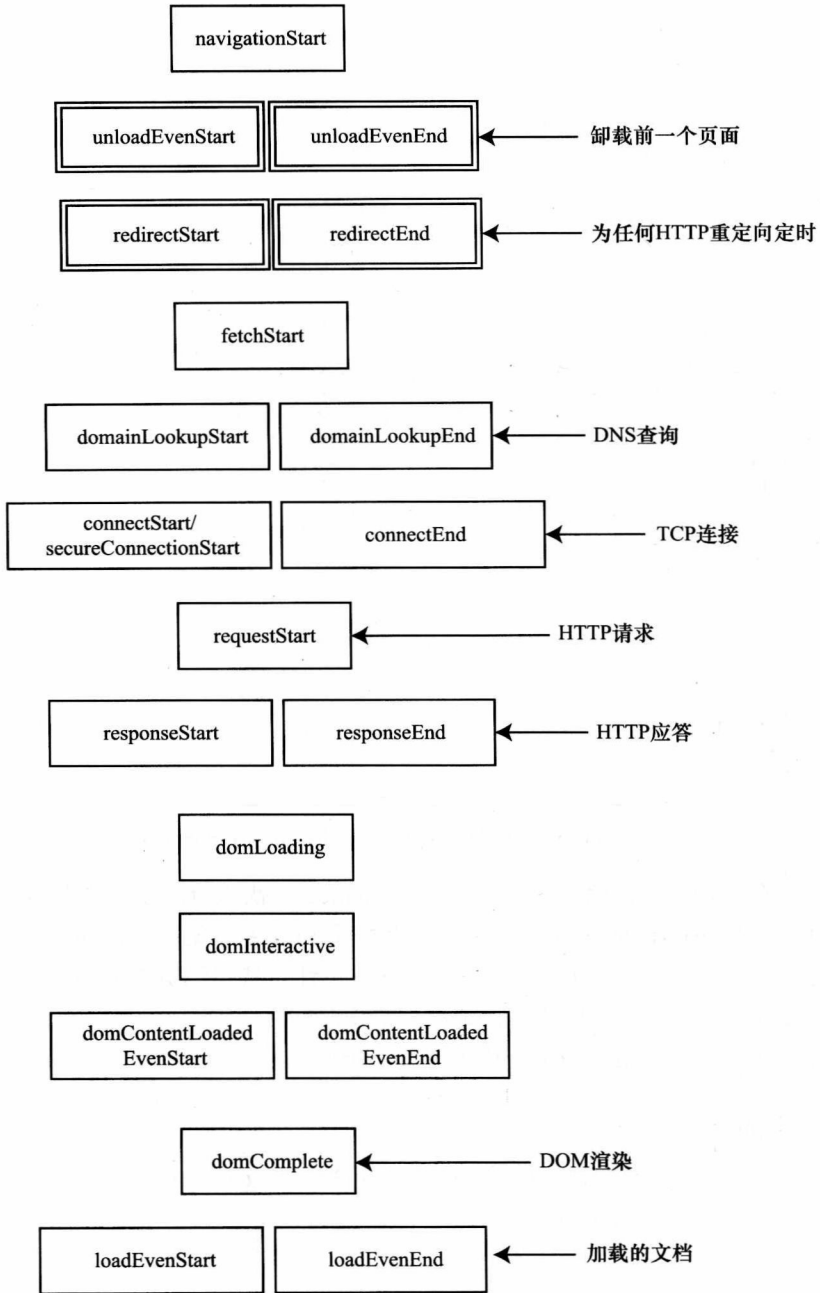 navigationStart
unloadEvenStart unloadEvenEnd 卸载前一个页面
redirectStart redirectEnd 为任何HTTP重定向定时
fetchStart
domainLookupStart domainLookupEnd DNS查询
connectStart/
secureConnectionStart connectEnd TCP连接
requestStart HTTP请求
responseStart responseEnd HTTP应答
domLoading
domInteractive
domContentLoaded domContentLoaded
EvenStart EvenEnd
domComplete DOM渲染
loadEvenStart loadEvenEnd 加载的文档